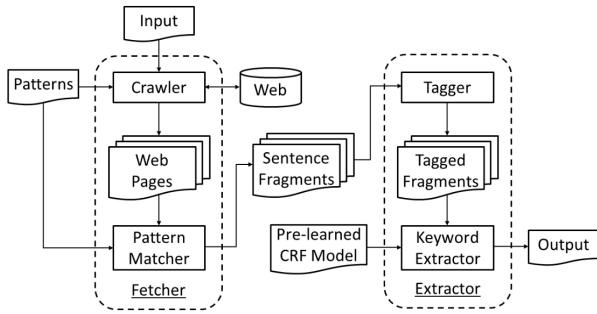 Input
Patterns
Crawler
Web
Tagger
Web
Pages
Sentence
Fragments
Tagged
Fragments
Pattern
Matcher
Pre-learned
CRF Model
Keyword
Extractor
Output
Fetcher
Extractor